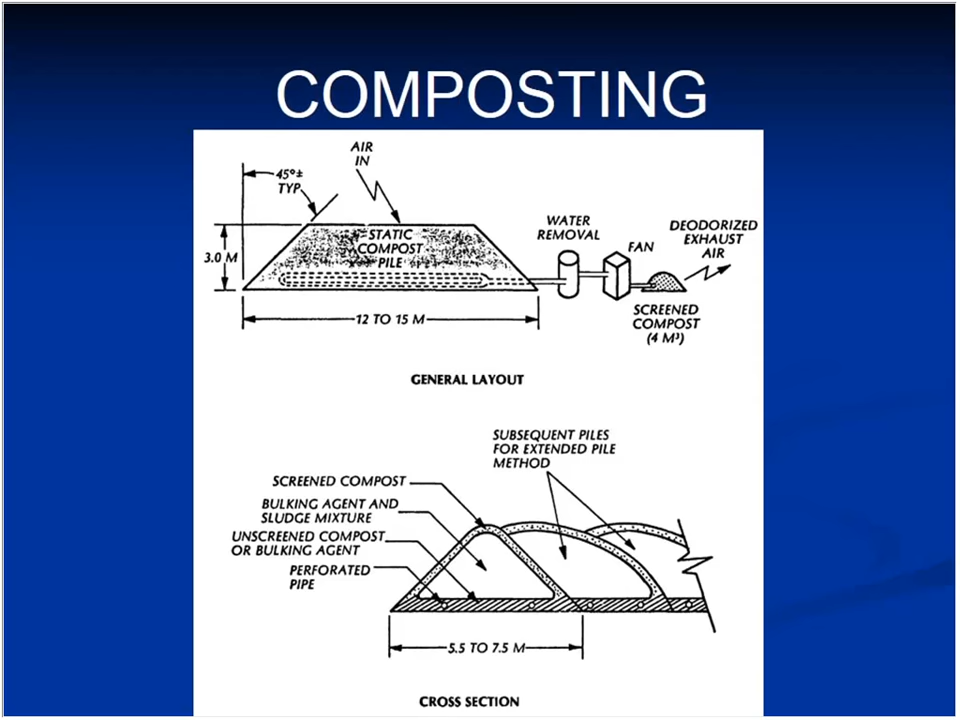 COMPOSTING
AIR
IN
45°±
TYP.
STATIC
COMPOST
PILE
3.0 M
12 TO 15 M
WATER
REMOVAL
FAN
DEODORIZED
EXHAUST
AIR
SCREENED
COMPOST
(4 M³)
GENERAL LAYOUT
SUBSEQUENT PILES
FOR EXTENDED PILE
METHOD
SCREENED COMPOST
BULKING AGENT AND
SLUDGE MIXTURE
UNSCREENED COMPOST
OR BULKING AGENT
PERFORATED
PIPE
5.5 TO 7.5 M
CROSS SECTION